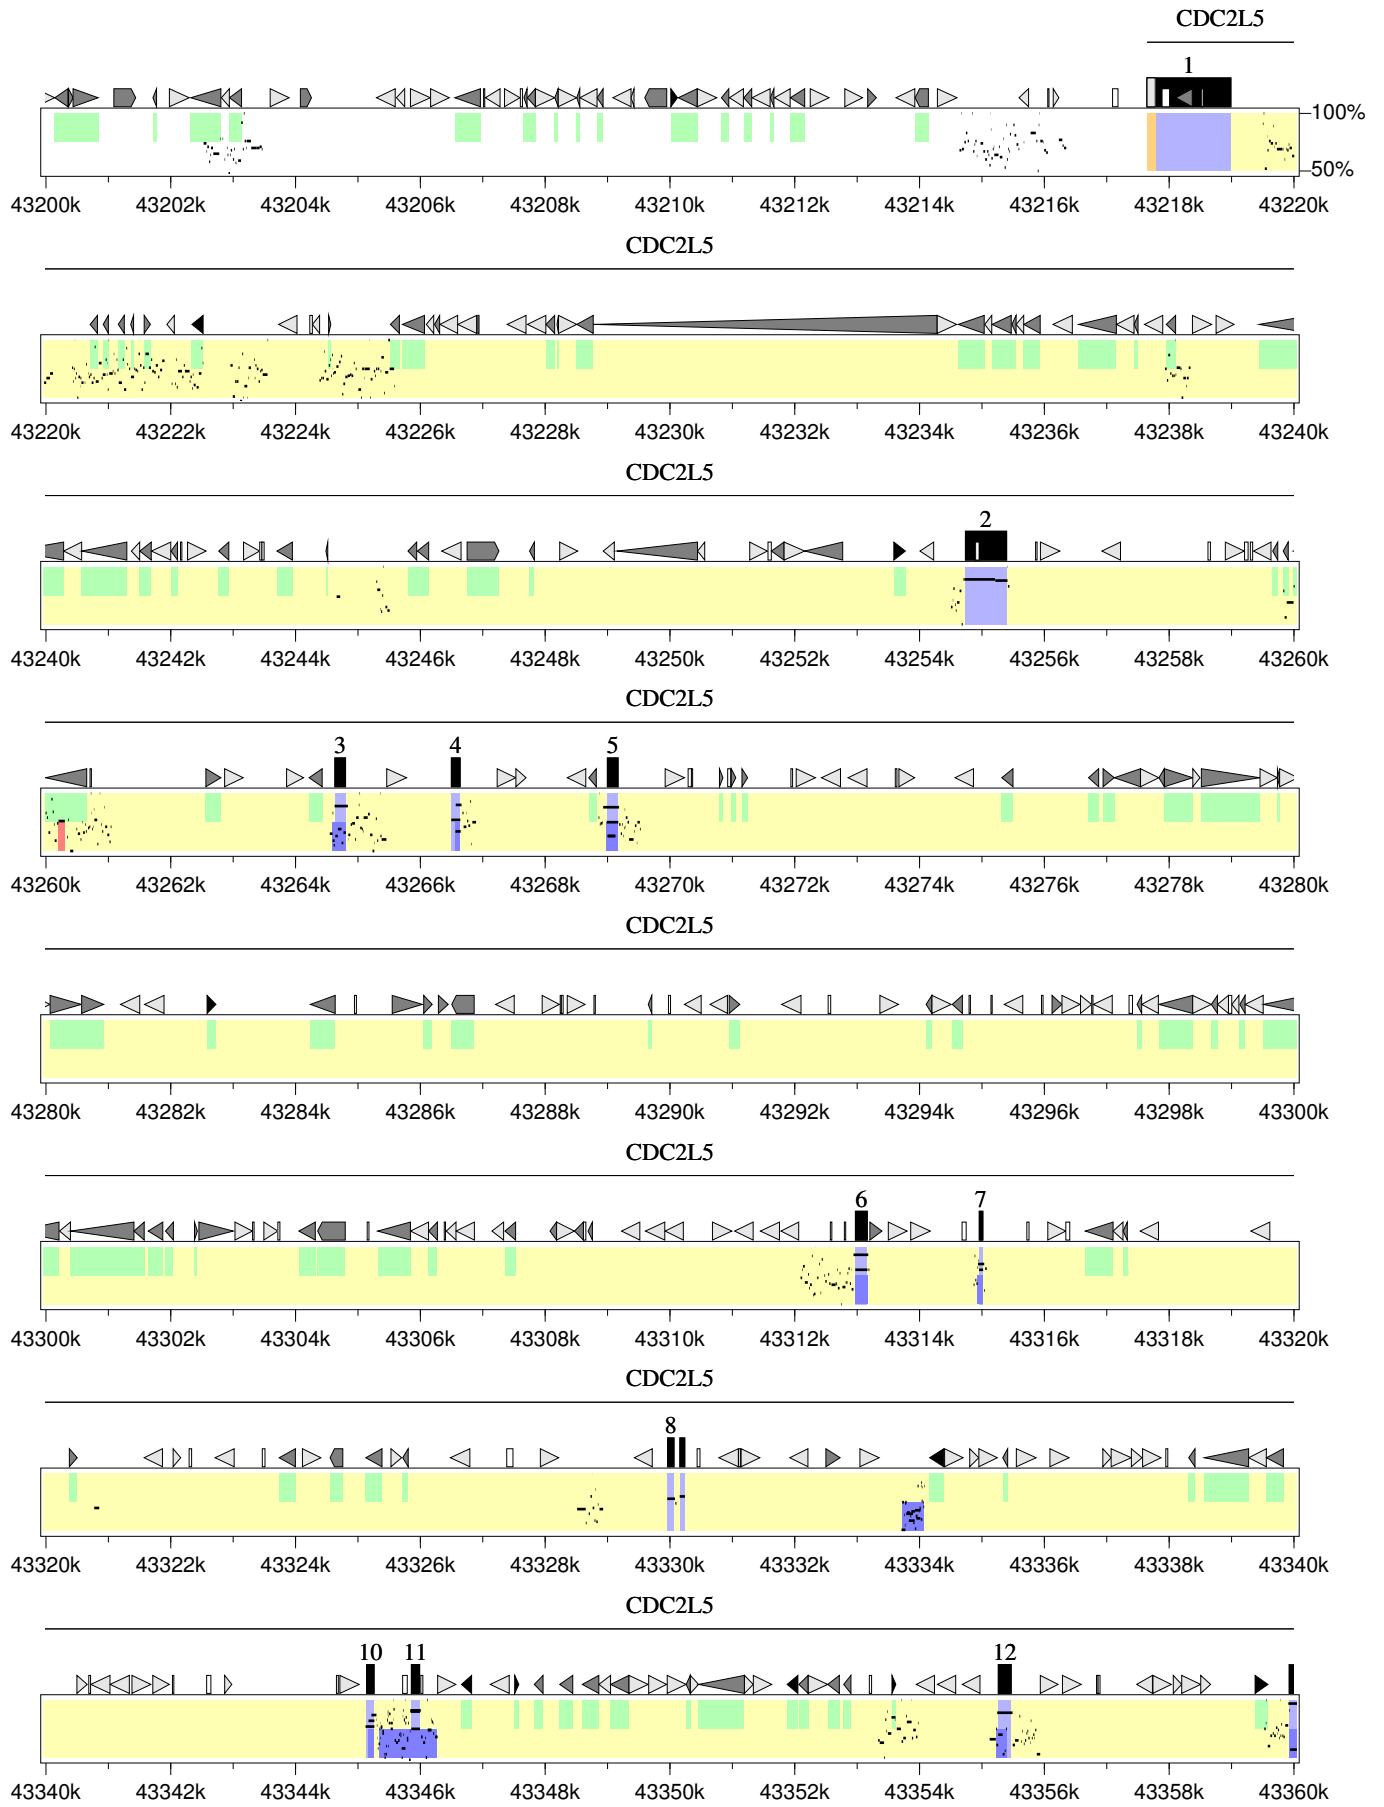 CDC2L5
1
100%
50%
43200k 43202k 43204k 43206k 43208k 43210k 43212k 43214k 43216k 43218k 43220k
CDC2L5
43220k 43222k 43224k 43226k 43228k 43230k 43232k 43234k 43236k 43238k 43240k
CDC2L5
2
43240k 43242k 43244k 43246k 43248k 43250k 43252k 43254k 43256k 43258k 43260k
CDC2L5
3 4 5
43260k 43262k 43264k 43266k 43268k 43270k 43272k 43274k 43276k 43278k 43280k
CDC2L5
43280k 43282k 43284k 43286k 43288k 43290k 43292k 43294k 43296k 43298k 43300k
CDC2L5
6 7
43300k 43302k 43304k 43306k 43308k 43310k 43312k 43314k 43316k 43318k 43320k
CDC2L5
8
43320k 43322k 43324k 43326k 43328k 43330k 43332k 43334k 43336k 43338k 43340k
CDC2L5
10 11 12
43340k 43342k 43344k 43346k 43348k 43350k 43352k 43354k 43356k 43358k 43360k